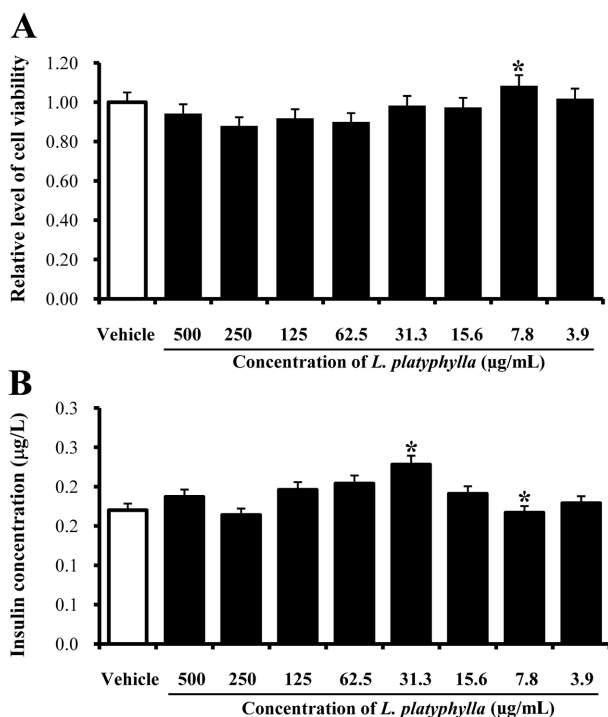 A
Relative level of cell viability
1.20
1.00
0.80
0.60
0.40
0.20
0.00
*
Vehicle 500 250 125 62.5 31.3 15.6 7.8 3.9
Concentration of L. platyphylla (µg/mL)
B
Insulin concentration (µg/L)
0.3
0.3
0.2
0.2
0.1
0.1
0.0
*
*
Vehicle 500 250 125 62.5 31.3 15.6 7.8 3.9
Concentration of L. platyphylla (µg/mL)